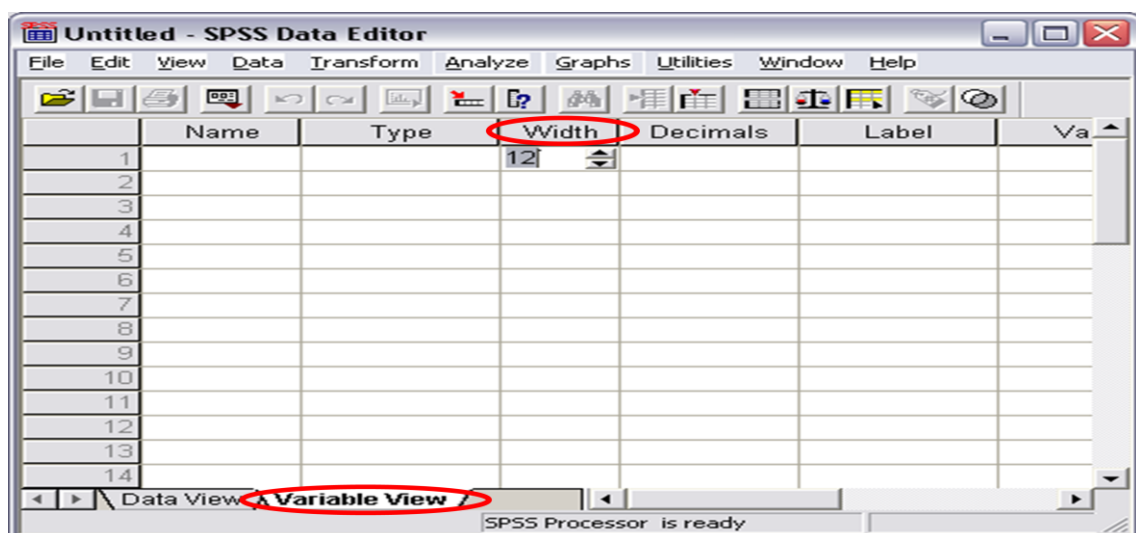 Untitled - SPSS Data Editor
File Edit View Data Transform Analyze Graphs Utilities Window Help
Name Type Width Decimals Label Va
1 12
2
3
4
5
6
7
8
9
10
11
12
13
14
Data View Variable View
SPSS Processor is ready